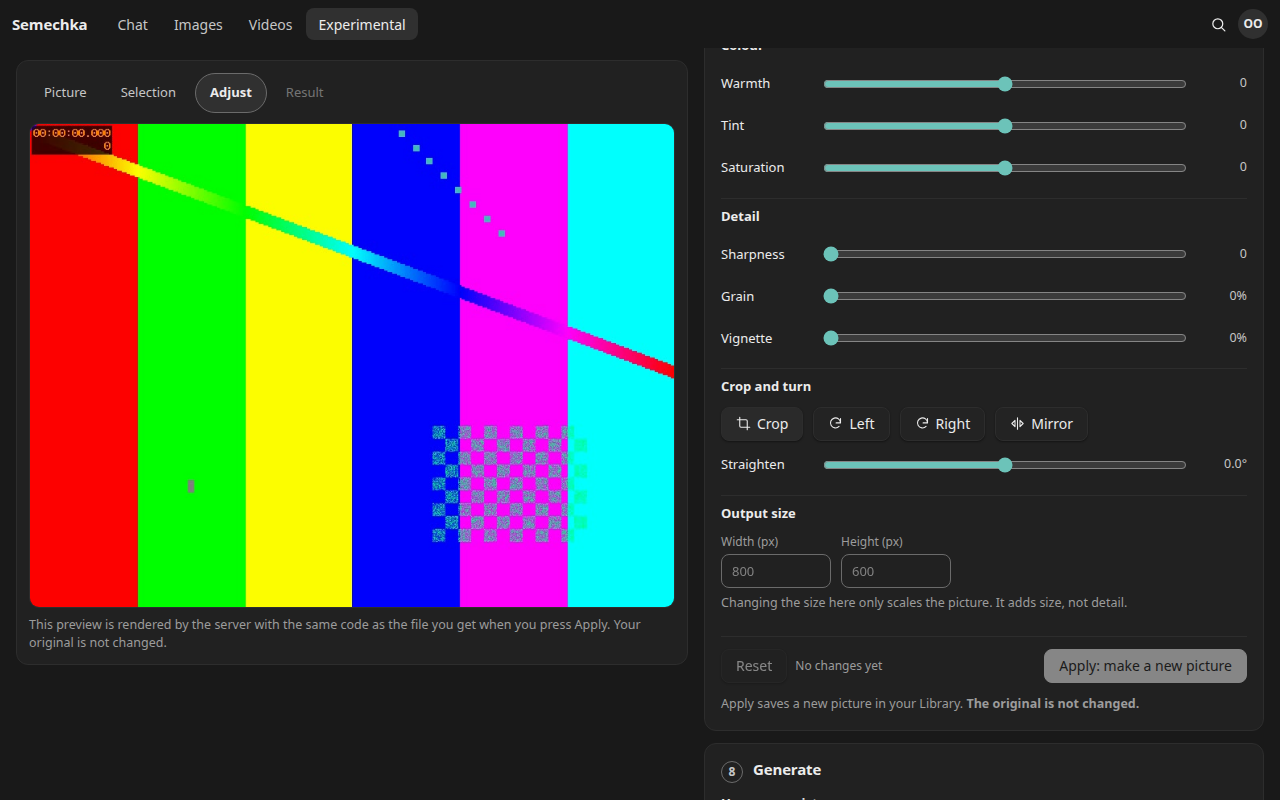 Semechka Chat Images Videos Experimental OO
Picture Selection Adjust Result
00:00:00.000
0
This preview is rendered by the server with the same code as the file you get when you press Apply. Your
original is not changed.
Colour
Warmth 0
Tint 0
Saturation 0
Detail
Sharpness 0
Grain 0%
Vignette 0%
Crop and turn
Crop Left Right Mirror
Straighten 0.0°
Output size
Width (px) Height (px)
800 600
Changing the size here only scales the picture. It adds size, not detail.
Reset No changes yet Apply: make a new picture
Apply saves a new picture in your Library. The original is not changed.
8 Generate